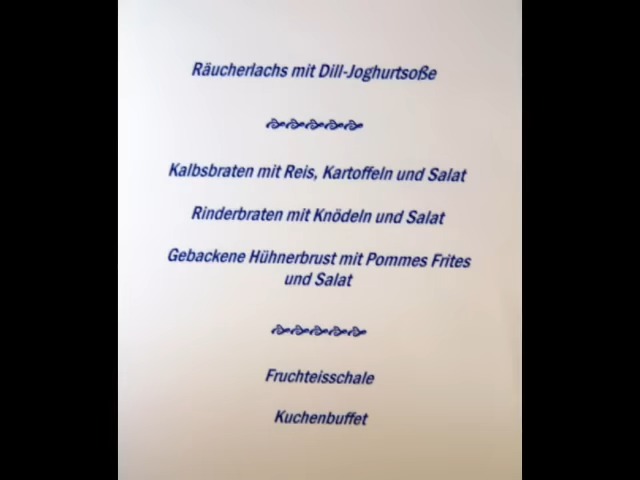 Räucherlachs mit Dill-Joghurtsoße
Kalbsbraten mit Reis, Kartoffeln und Salat
Rinderbraten mit Knödeln und Salat
Gebackene Hühnerbrust mit Pommes Frites
und Salat
Fruchteisschale
Kuchenbuffet